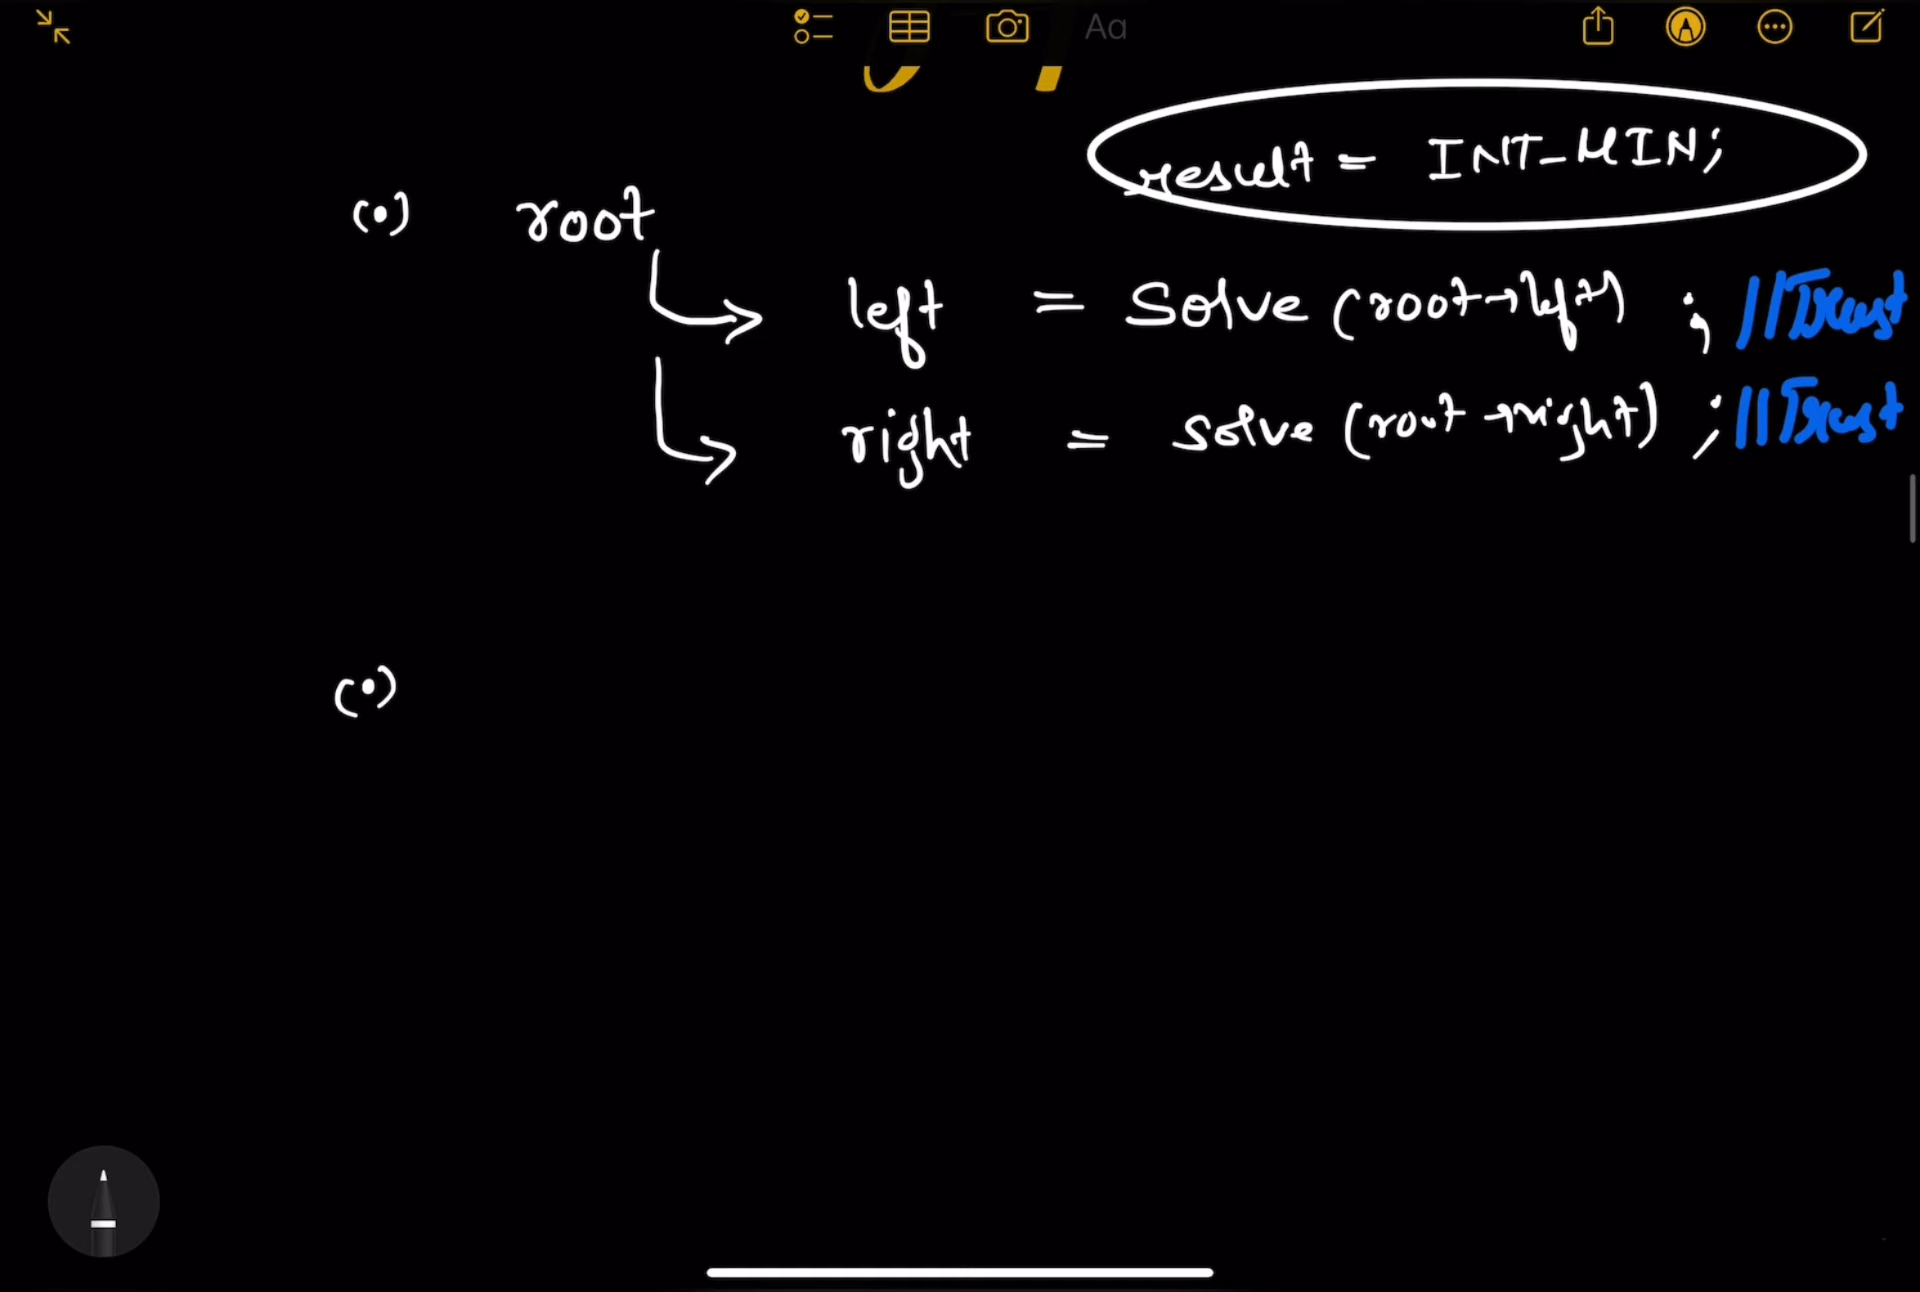 Aa
result = INT_MIN;
(•) root
left = solve (root→left) ; //Trust
right = solve (root→right) ; //Trust
(•)